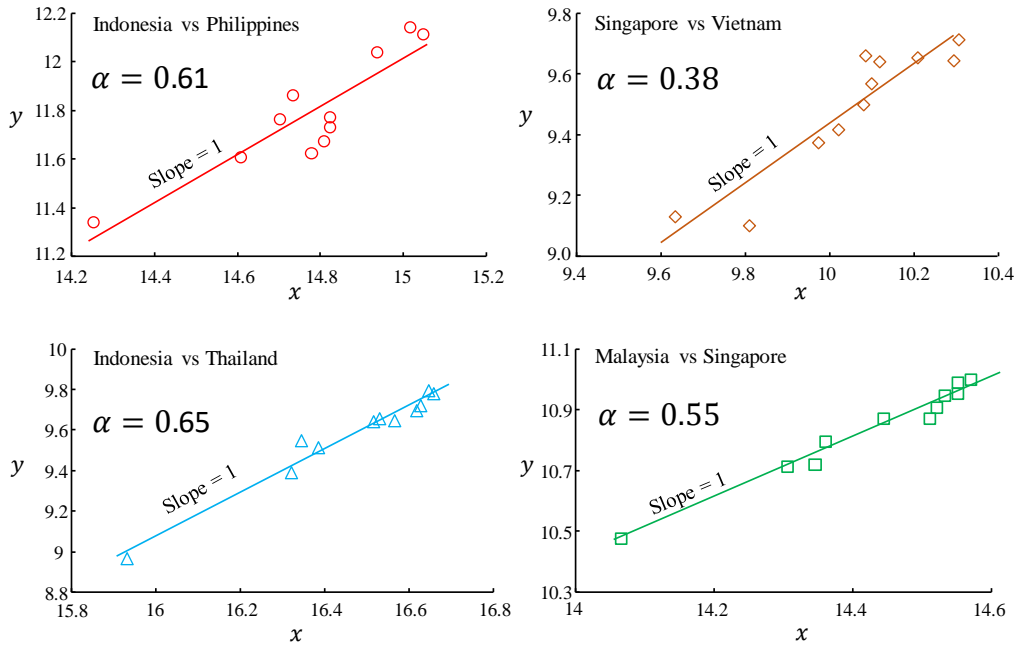 Indonesia vs Philippines
α = 0.61
Slope = 1
y
12.2
12.0
11.8
11.6
11.4
11.2
14.2
14.4
14.6
14.8
15
15.2
x
Singapore vs Vietnam
α = 0.38
Slope = 1
y
9.8
9.6
9.4
9.2
9.0
9.4
9.6
9.8
10
10.2
10.4
x
Indonesia vs Thailand
α = 0.65
Slope = 1
y
10
9.8
9.6
9.4
9.2
9
8.8
15.8
16
16.2
16.4
16.6
16.8
x
Malaysia vs Singapore
α = 0.55
Slope = 1
y
11.1
10.9
10.7
10.5
10.3
14
14.2
14.4
14.6
x